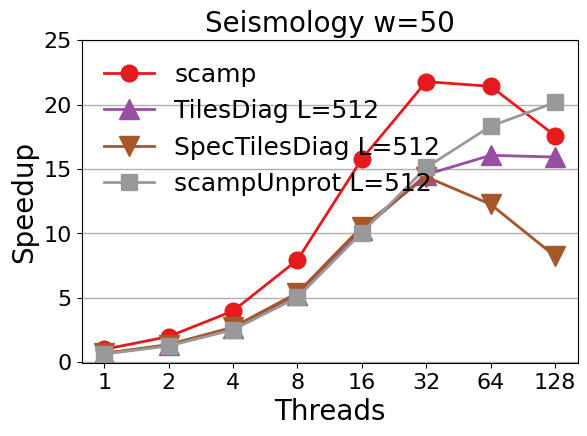 Seismology w=50
25
20
15
10
5
0
Speedup
scamp
TilesDiag L=512
SpecTilesDiag L=512
scampUnprot L=512
1 2 4 8 16 32 64 128
Threads